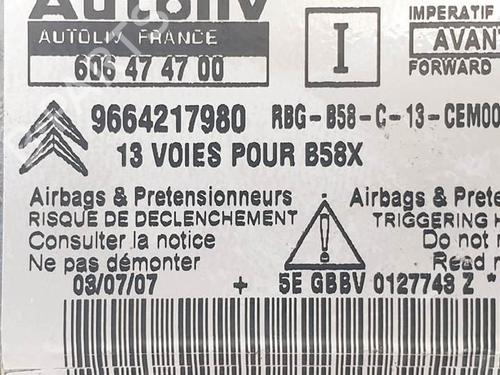 Autoliv
AUTOLIV FRANCE
606 47 47 00
I
IMPERATIF
AVANT
FORWARD
9664217980 RBG-B58-C-13-CEM00
13 VOIES POUR B58X
Airbags & Pretensionneurs
RISQUE DE DECLENCHEMENT
Consulter la notice
Ne pas démonter
Airbags & Prete
TRIGGERING H
Do not r
Read n
03/07/07 + 5E GBBV 0127743 Z *